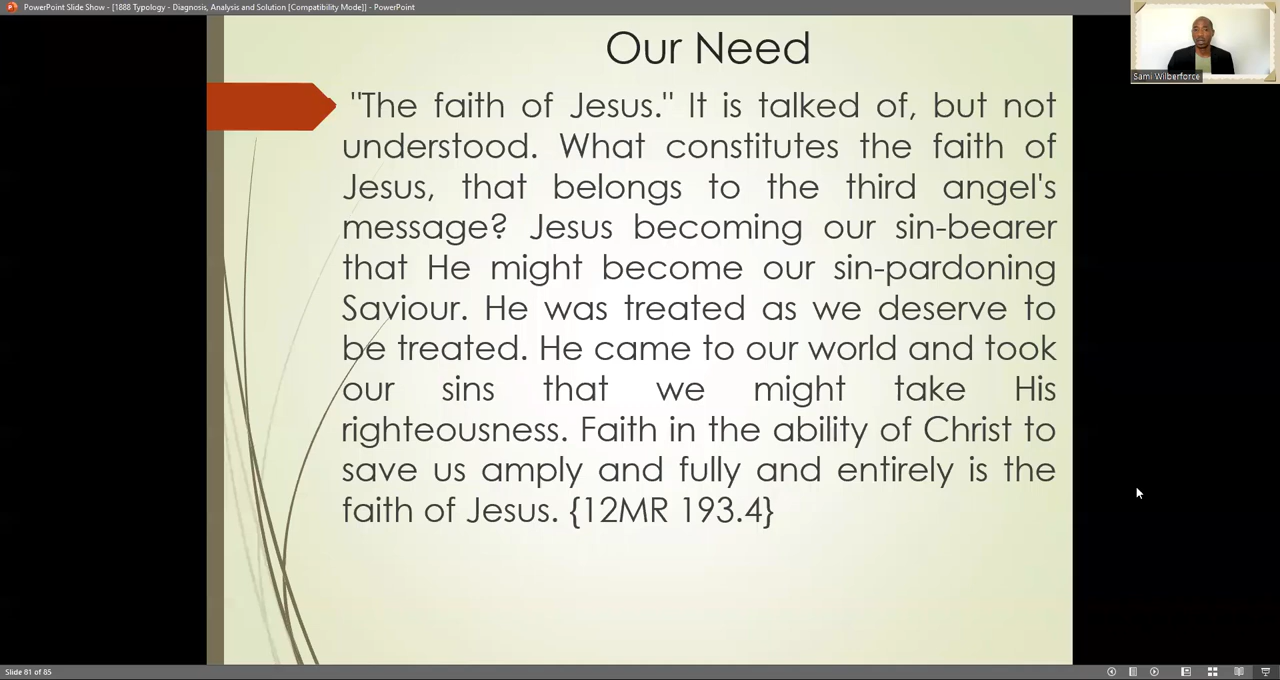 PowerPoint Slide Show - [1888 Typology - Diagnosis, Analysis and Solution [Compatibility Mode]] - PowerPoint
Sami Wilberforce
Our Need
"The faith of Jesus." It is talked of, but not
understood. What constitutes the faith of
Jesus, that belongs to the third angel's
message? Jesus becoming our sin-bearer
that He might become our sin-pardoning
Saviour. He was treated as we deserve to
be treated. He came to our world and took
our sins that we might take His
righteousness. Faith in the ability of Christ to
save us amply and fully and entirely is the
faith of Jesus. {12MR 193.4}
Slide 81 of 85